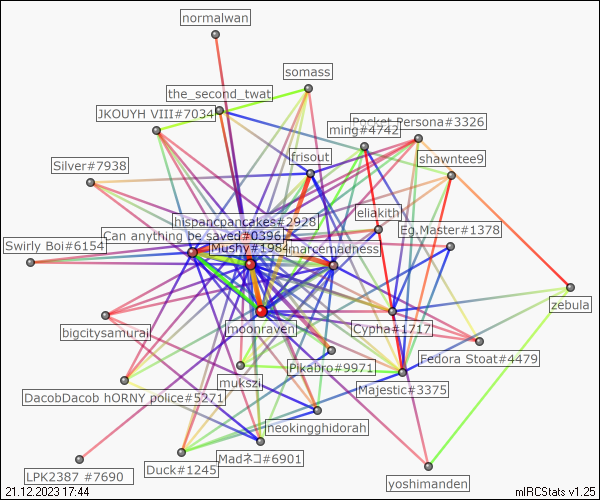 normalwan
somass
the_second_twat
JKOUYH VIII#7034
Pocket Persona#3326
ming#4742
frisout
shawntee9
Silver#7938
eliakith
hispancpancakes#2928
Eg.Master#1378
Can anything be saved#0396
Swirly Boi#6154
Mushy#1984
marcemadness
zebula
bigcitysamurai
moonraven
Cypha#1717
Fedora Stoat#4479
Pikabro#9971
mukszi
Majestic#3375
DacobDacob hORNY police#5271
neokingghidorah
Madネコ#6901
Duck#1245
LPK2387 #7690
yoshimanden
21.12.2023 17:44
mIRCStats v1.25